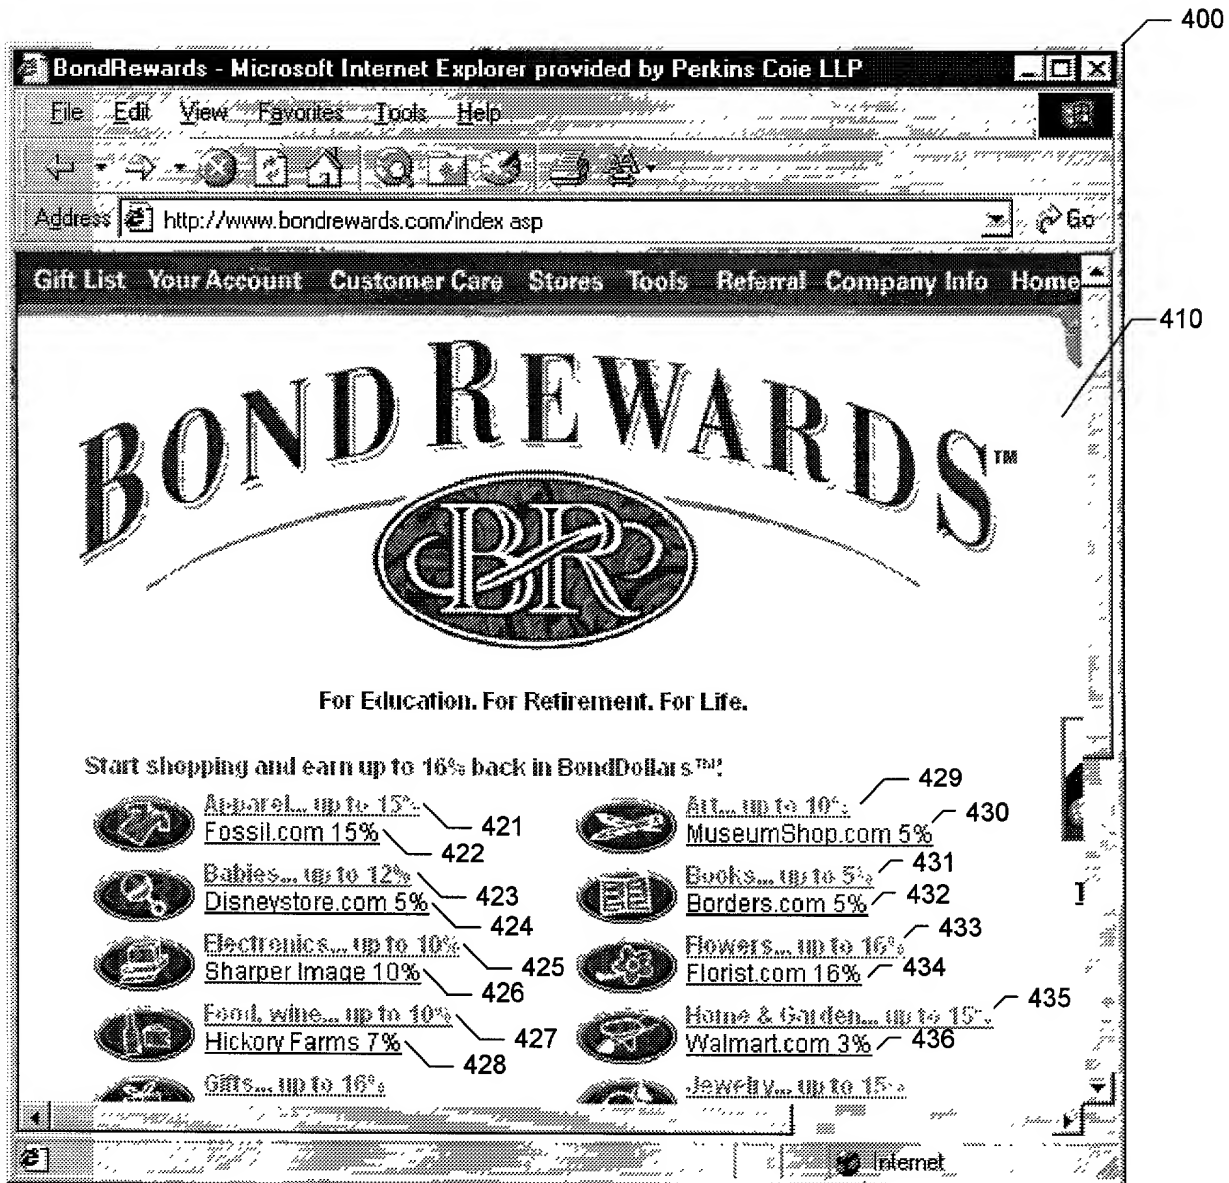 400
BondRewards - Microsoft Internet Explorer provided by Perkins Coie LLP
File Edit View Favorites Tools Help
Address http://www.bondrewards.com/index asp Go
Gift List Your Account Customer Care Stores Tools Referral Company Info Home
410
BOND REWARDS™
BR
For Education. For Retirement. For Life.
Start shopping and earn up to 16% back in BondDollars™!
Apparel... up to 15% 421
Fossil.com 15% 422
Babies... up to 12% 423
Disneystore.com 5% 424
Electronics... up to 10% 425
Sharper Image 10% 426
Food, wine... up to 10% 427
Hickory Farms 7% 428
Gifts... up to 16%
Art... up to 10% 429
MuseumShop.com 5% 430
Books... up to 5% 431
Borders.com 5% 432
Flowers... up to 16% 433
Florist.com 16% 434
Home & Garden... up to 15% 435
Walmart.com 3% 436
Jewelry... up to 15%
Internet